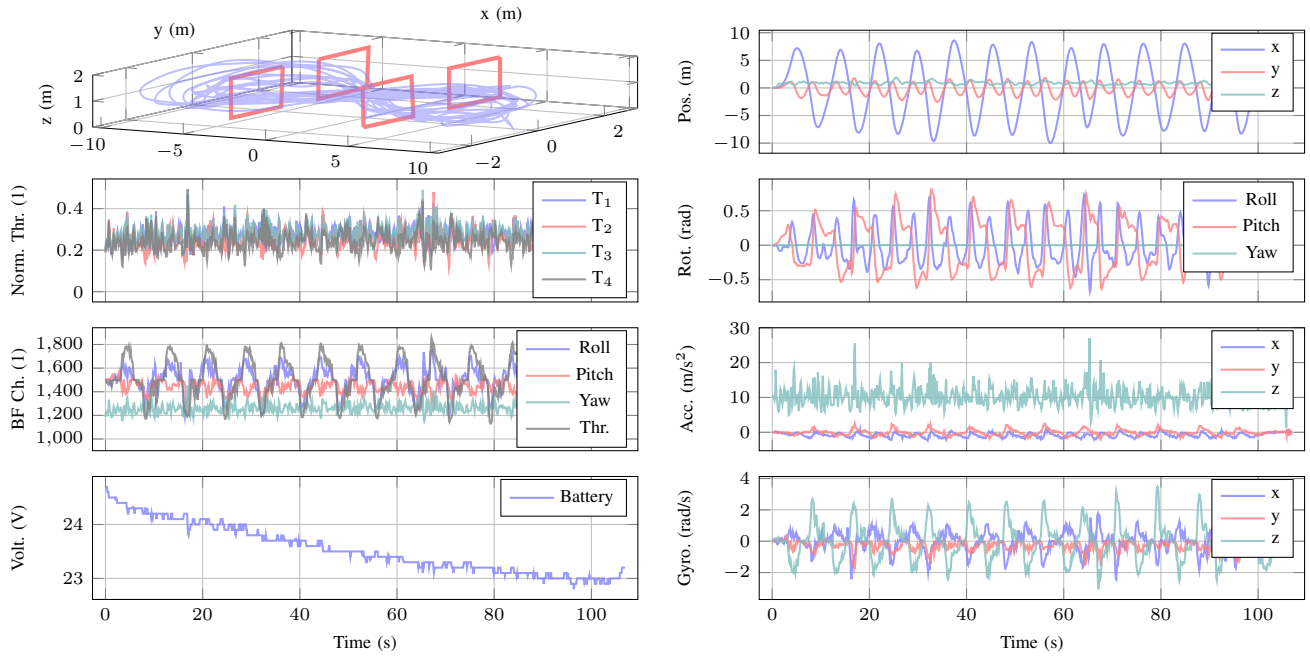 y (m)
x (m)
z (m)
2
1
0
−10
−5
0
5
10
−2
0
2
Pos. (m)
10
5
0
−5
−10
x
y
z
Norm. Thr. (1)
0.4
0.2
0
T1
T2
T3
T4
Rot. (rad)
0.5
0
−0.5
Roll
Pitch
Yaw
BF Ch. (1)
1,800
1,600
1,400
1,200
1,000
Roll
Pitch
Yaw
Thr.
Acc. (m/s²)
30
20
10
0
x
y
z
Volt. (V)
24
23
Battery
0 20 40 60 80 100
Time (s)
Gyro. (rad/s)
4
2
0
−2
x
y
z
0 20 40 60 80 100
Time (s)